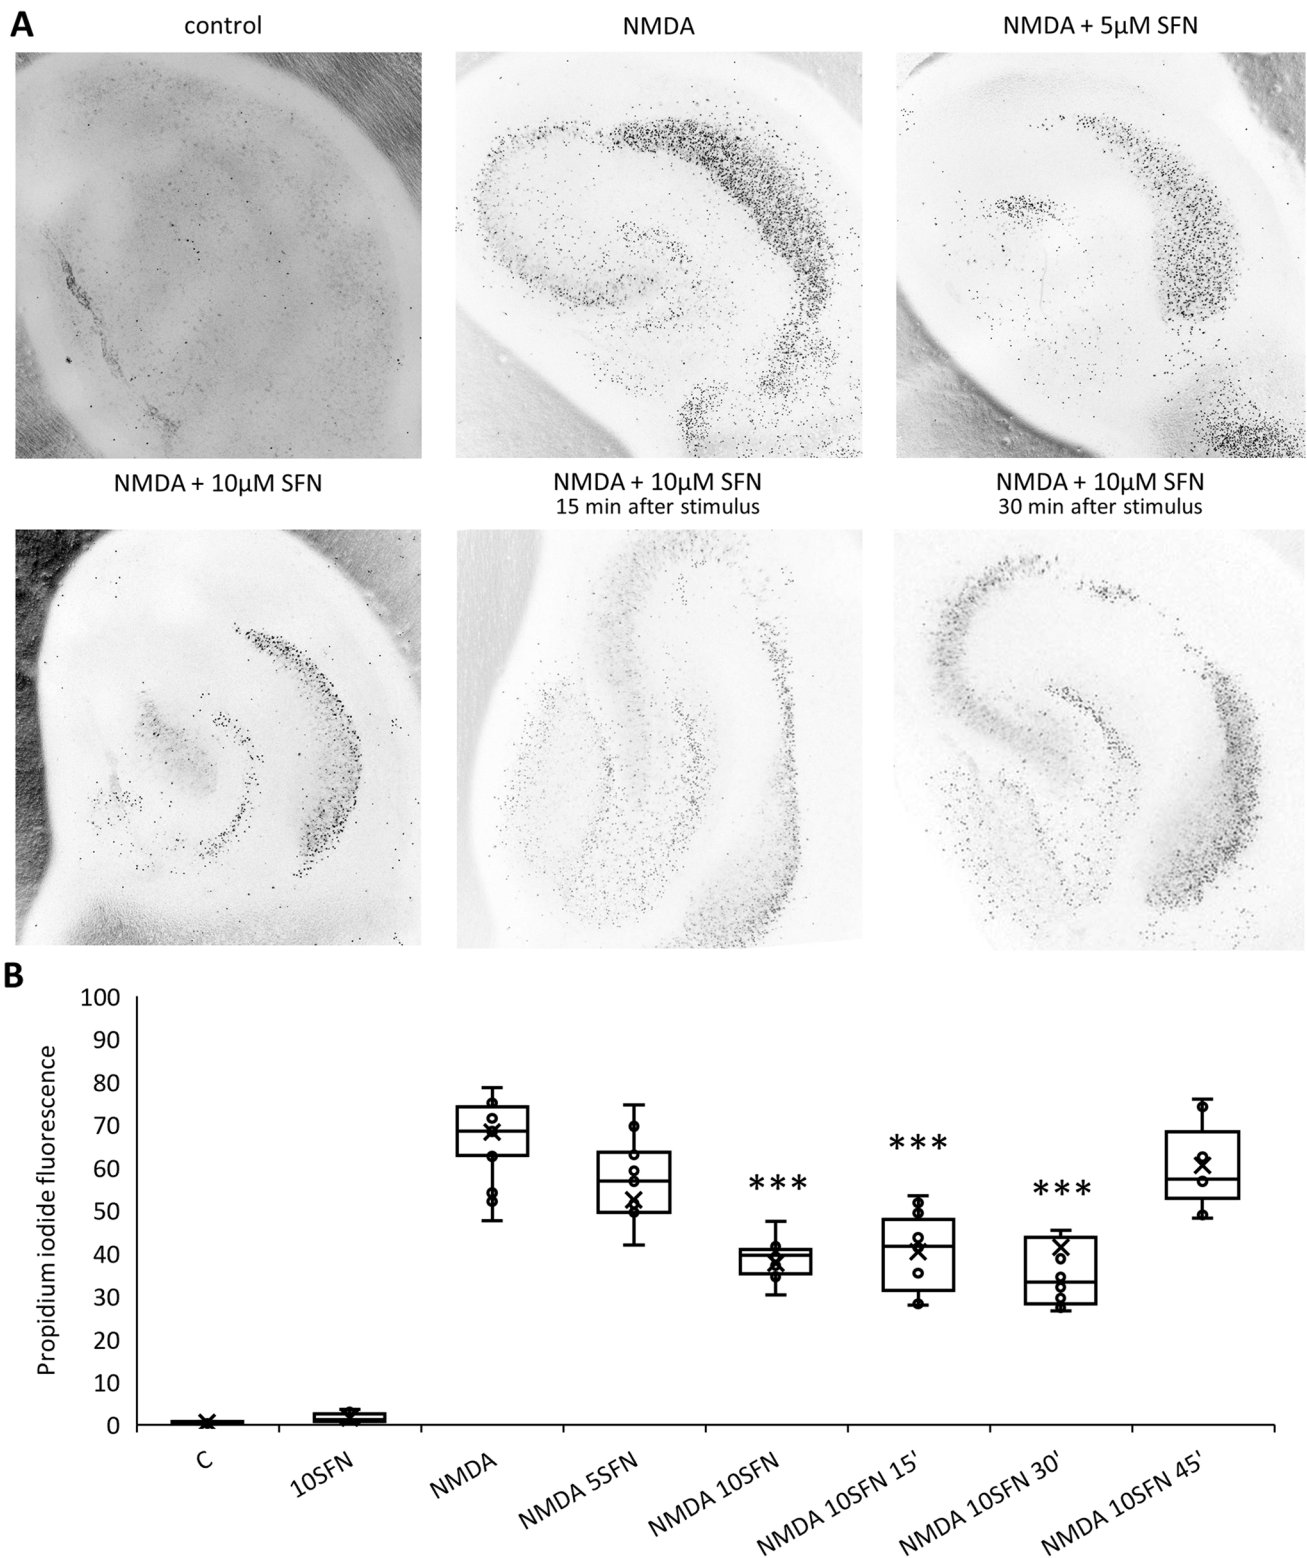 A
control
NMDA
NMDA + 5µM SFN
NMDA + 10µM SFN
NMDA + 10µM SFN
15 min after stimulus
NMDA + 10µM SFN
30 min after stimulus
B
Propidium iodide fluorescence
100
90
80
70
60
50
40
30
20
10
0
***
***
***
C
10SFN
NMDA
NMDA 5SFN
NMDA 10SFN
NMDA 10SFN 15'
NMDA 10SFN 30'
NMDA 10SFN 45'